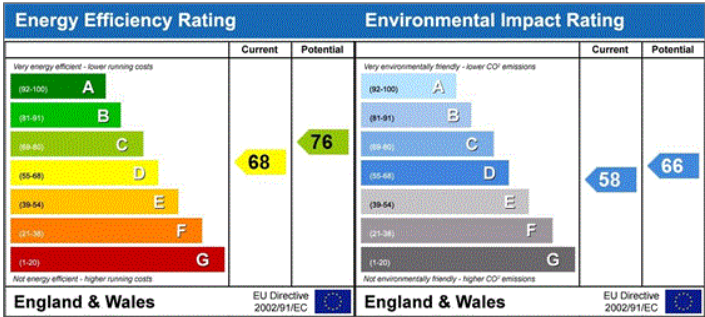 Energy Efficiency Rating
Current Potential
Very energy efficient - lower running costs
(92-100) A
(81-91) B
(69-80) C
(55-68) D
(39-54) E
(21-38) F
(1-20) G
68
76
Not energy efficient - higher running costs
England & Wales
EU Directive
2002/91/EC
Environmental Impact Rating
Current Potential
Very environmentally friendly - lower CO² emissions
(92-100) A
(81-91) B
(69-80) C
(55-68) D
(39-54) E
(21-38) F
(1-20) G
58
66
Not environmentally friendly - higher CO² emissions
England & Wales
EU Directive
2002/91/EC